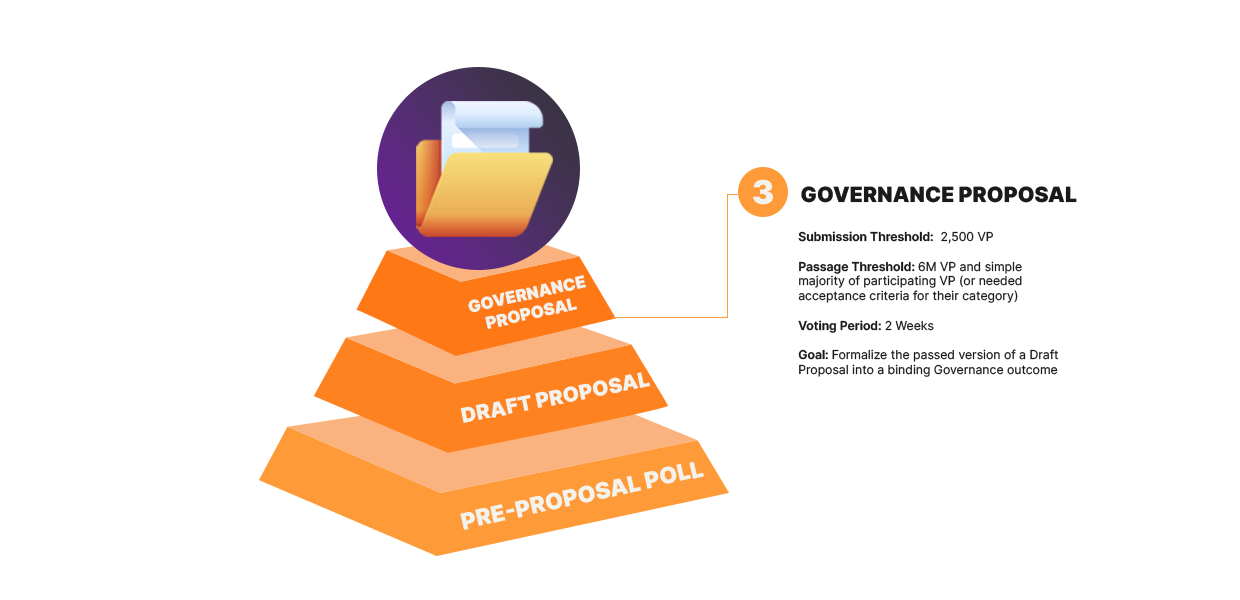 GOVERNANCE
PROPOSAL
DRAFT PROPOSAL
PRE-PROPOSAL POLL
3
GOVERNANCE PROPOSAL
Submission Threshold: 2,500 VP
Passage Threshold: 6M VP and simple
majority of participating VP (or needed
acceptance criteria for their category)
Voting Period: 2 Weeks
Goal: Formalize the passed version of a Draft
Proposal into a binding Governance outcome